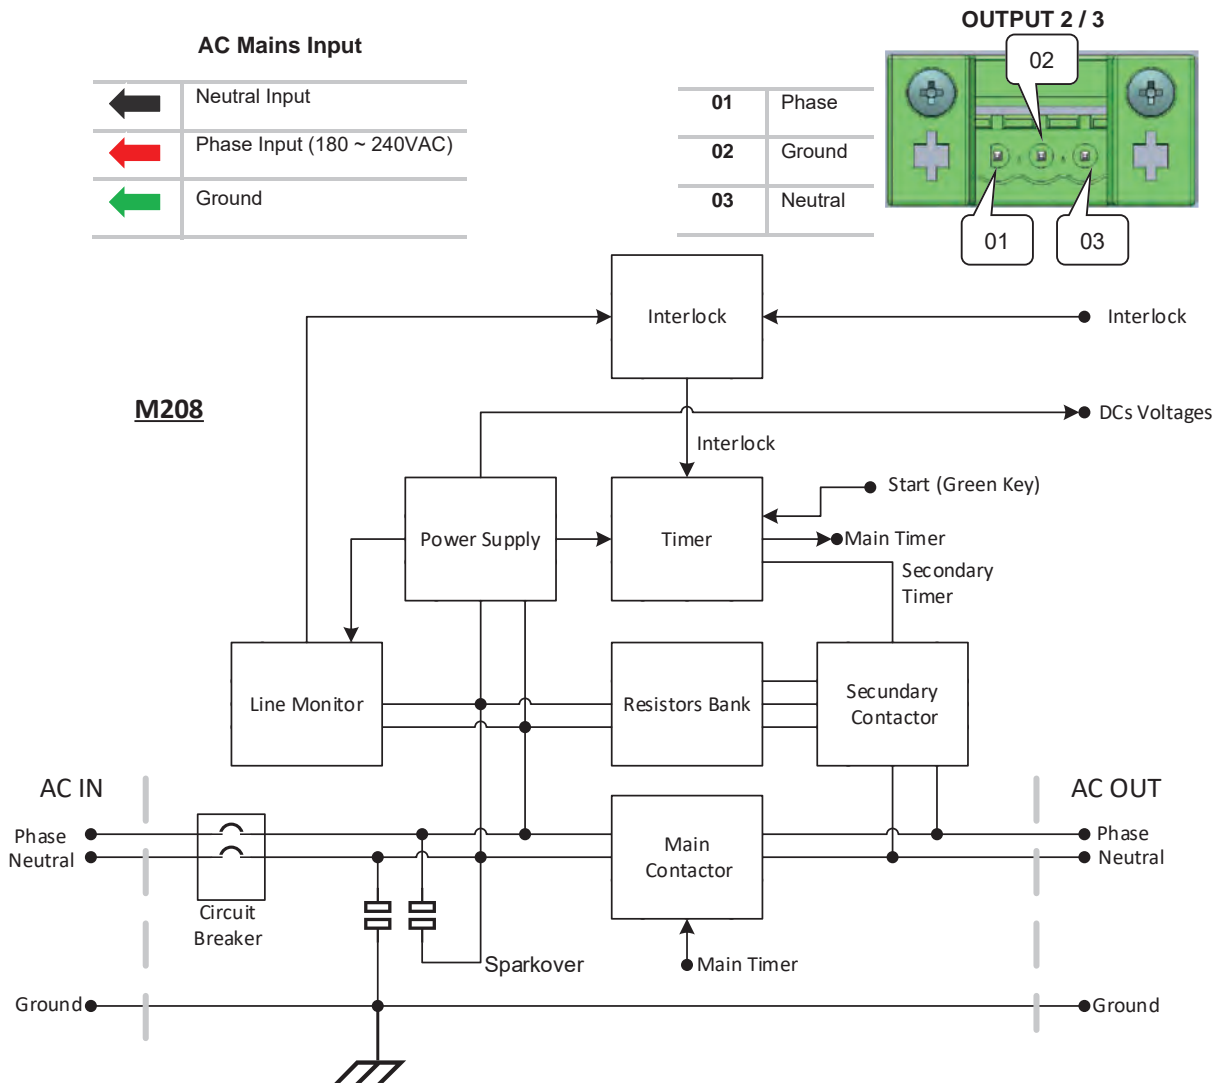 OUTPUT 2 / 3
AC Mains Input
02
Neutral Input
Phase Input (180 ~ 240VAC)
Ground
01 Phase
02 Ground
03 Neutral
01
03
Interlock
Interlock
M208
DCs Voltages
Interlock
Start (Green Key)
Power Supply
Timer
Main Timer
Secondary
Timer
Line Monitor
Resistors Bank
Secundary
Contactor
AC IN
AC OUT
Phase
Neutral
Main
Contactor
Phase
Neutral
Circuit
Breaker
Sparkover
Main Timer
Ground
Ground